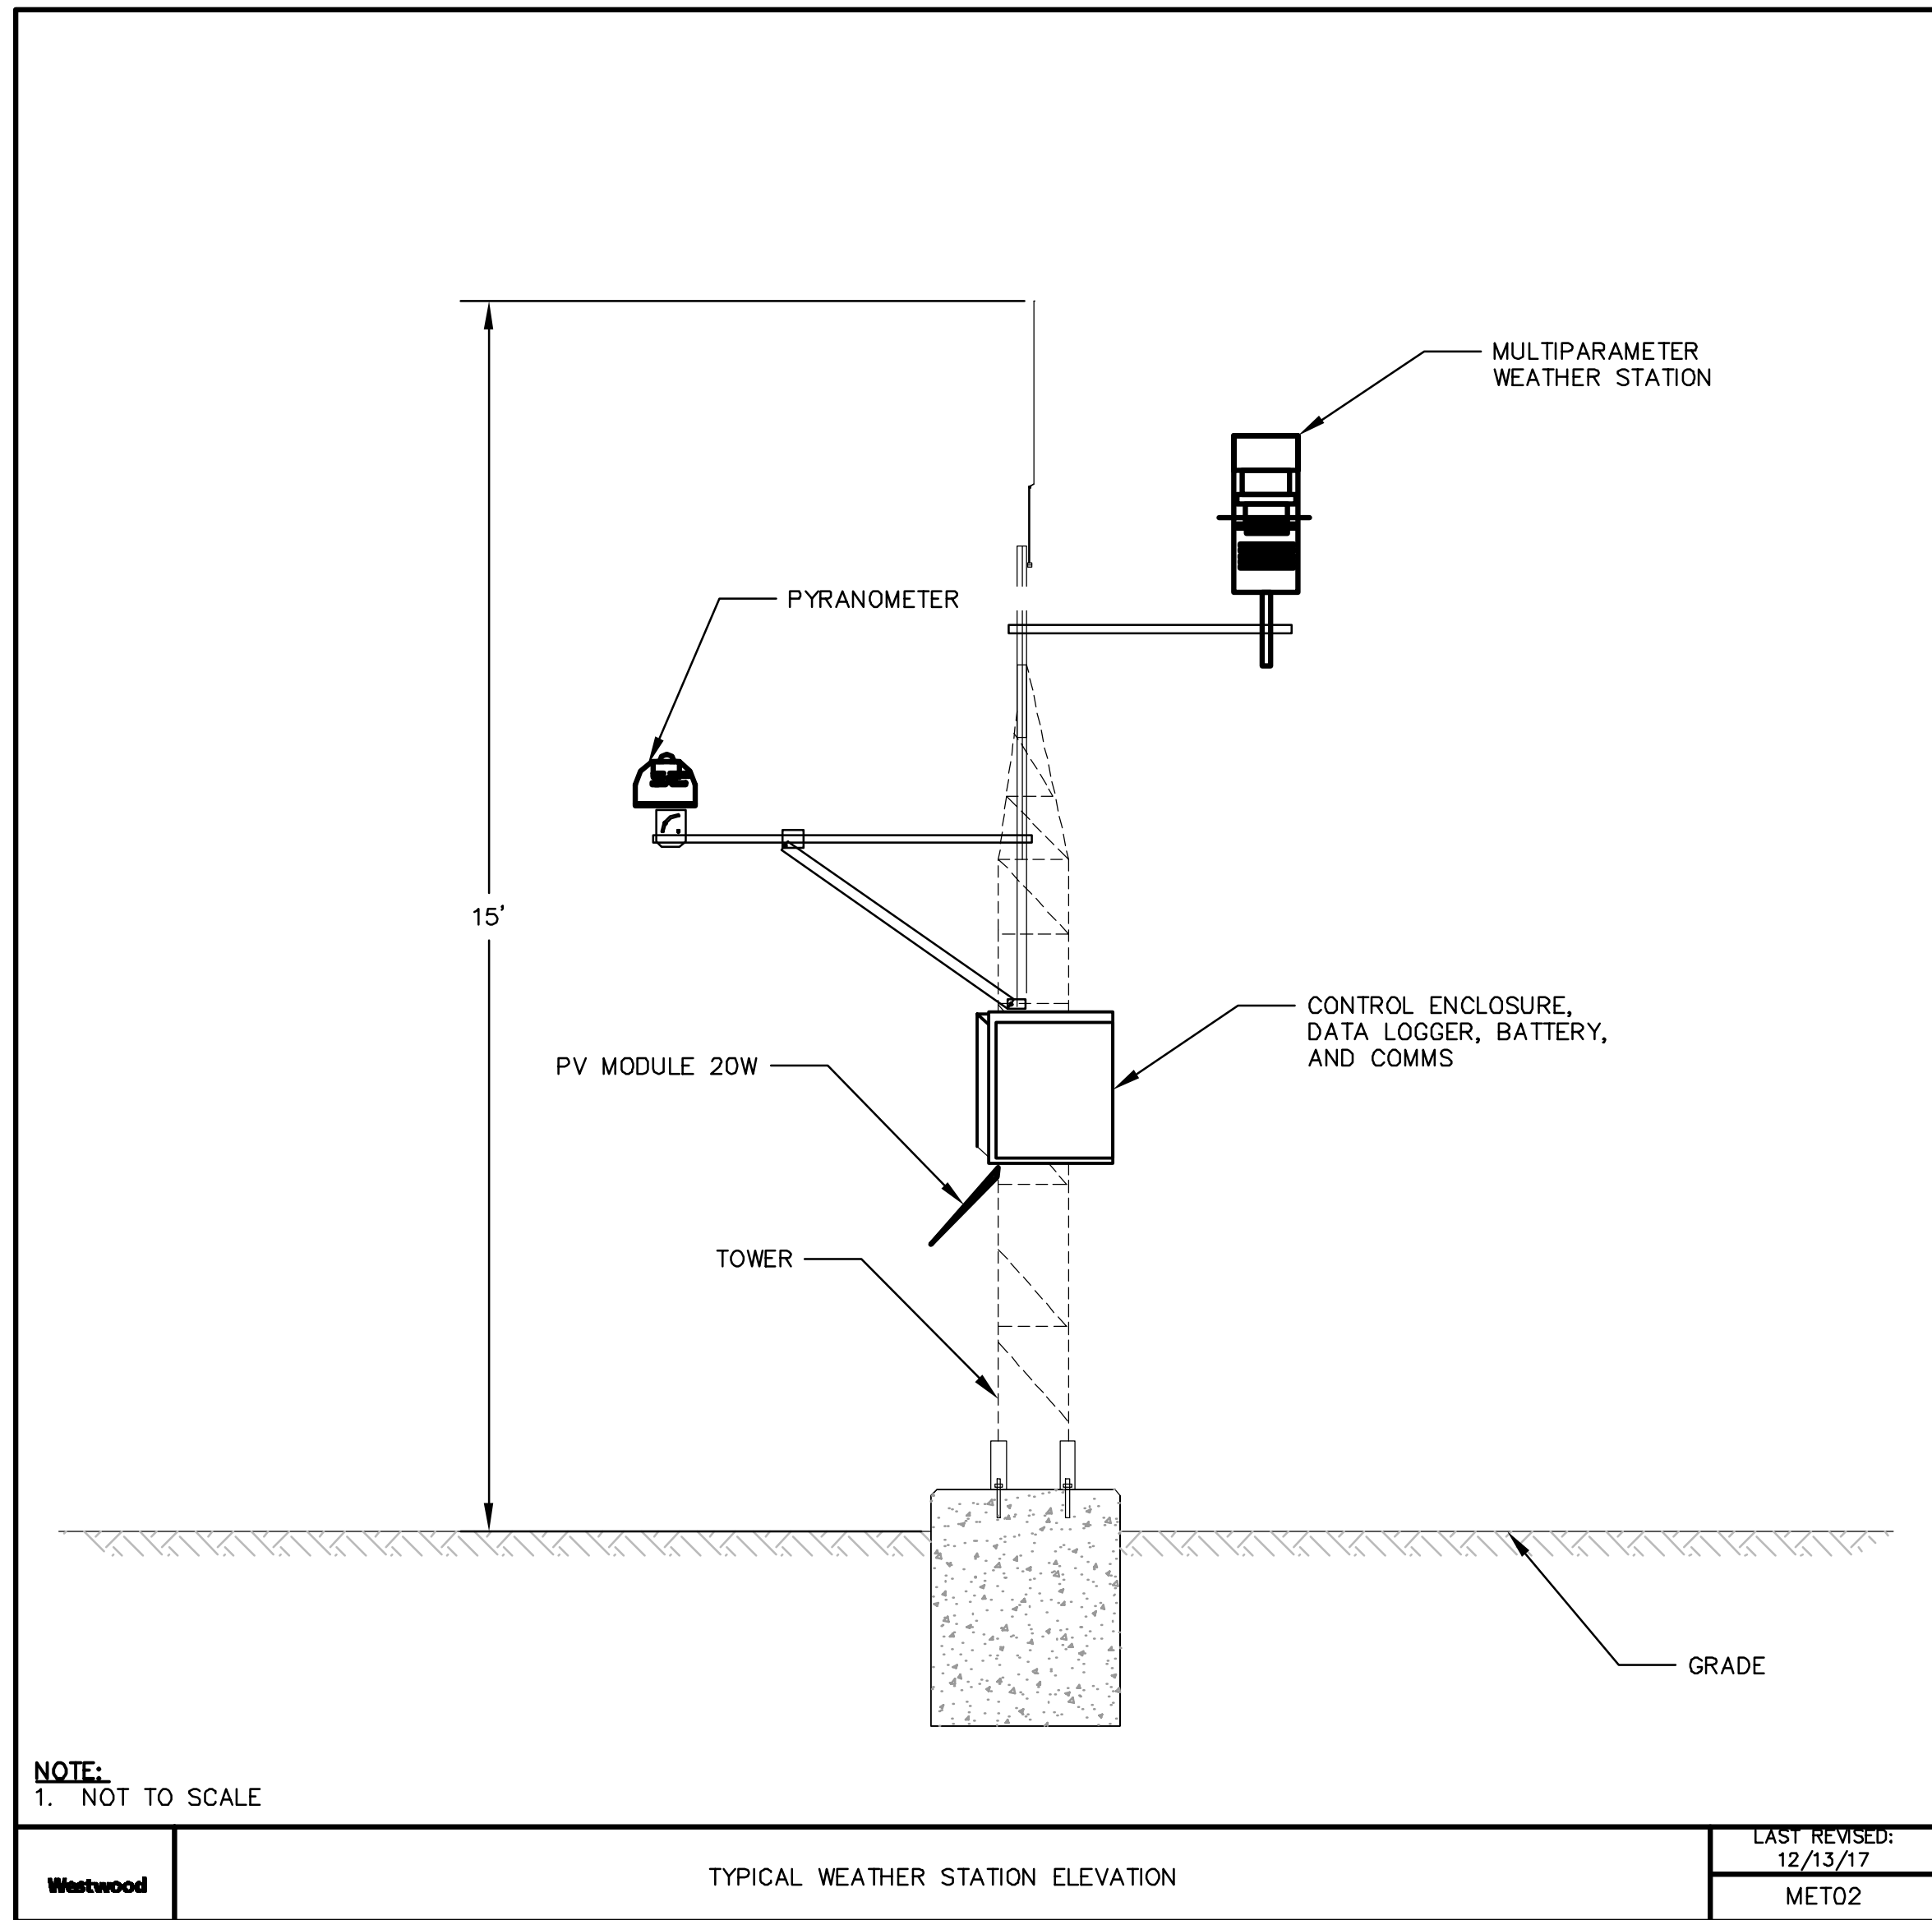 MULTIPARAMETER
WEATHER STATION
PYRANOMETER
15'
CONTROL ENCLOSURE,
DATA LOGGER, BATTERY,
AND COMMS
PV MODULE 20W
TOWER
GRADE
NOTE:
1. NOT TO SCALE
Westwood
TYPICAL WEATHER STATION ELEVATION
LAST REVISED:
12/13/17
MET02